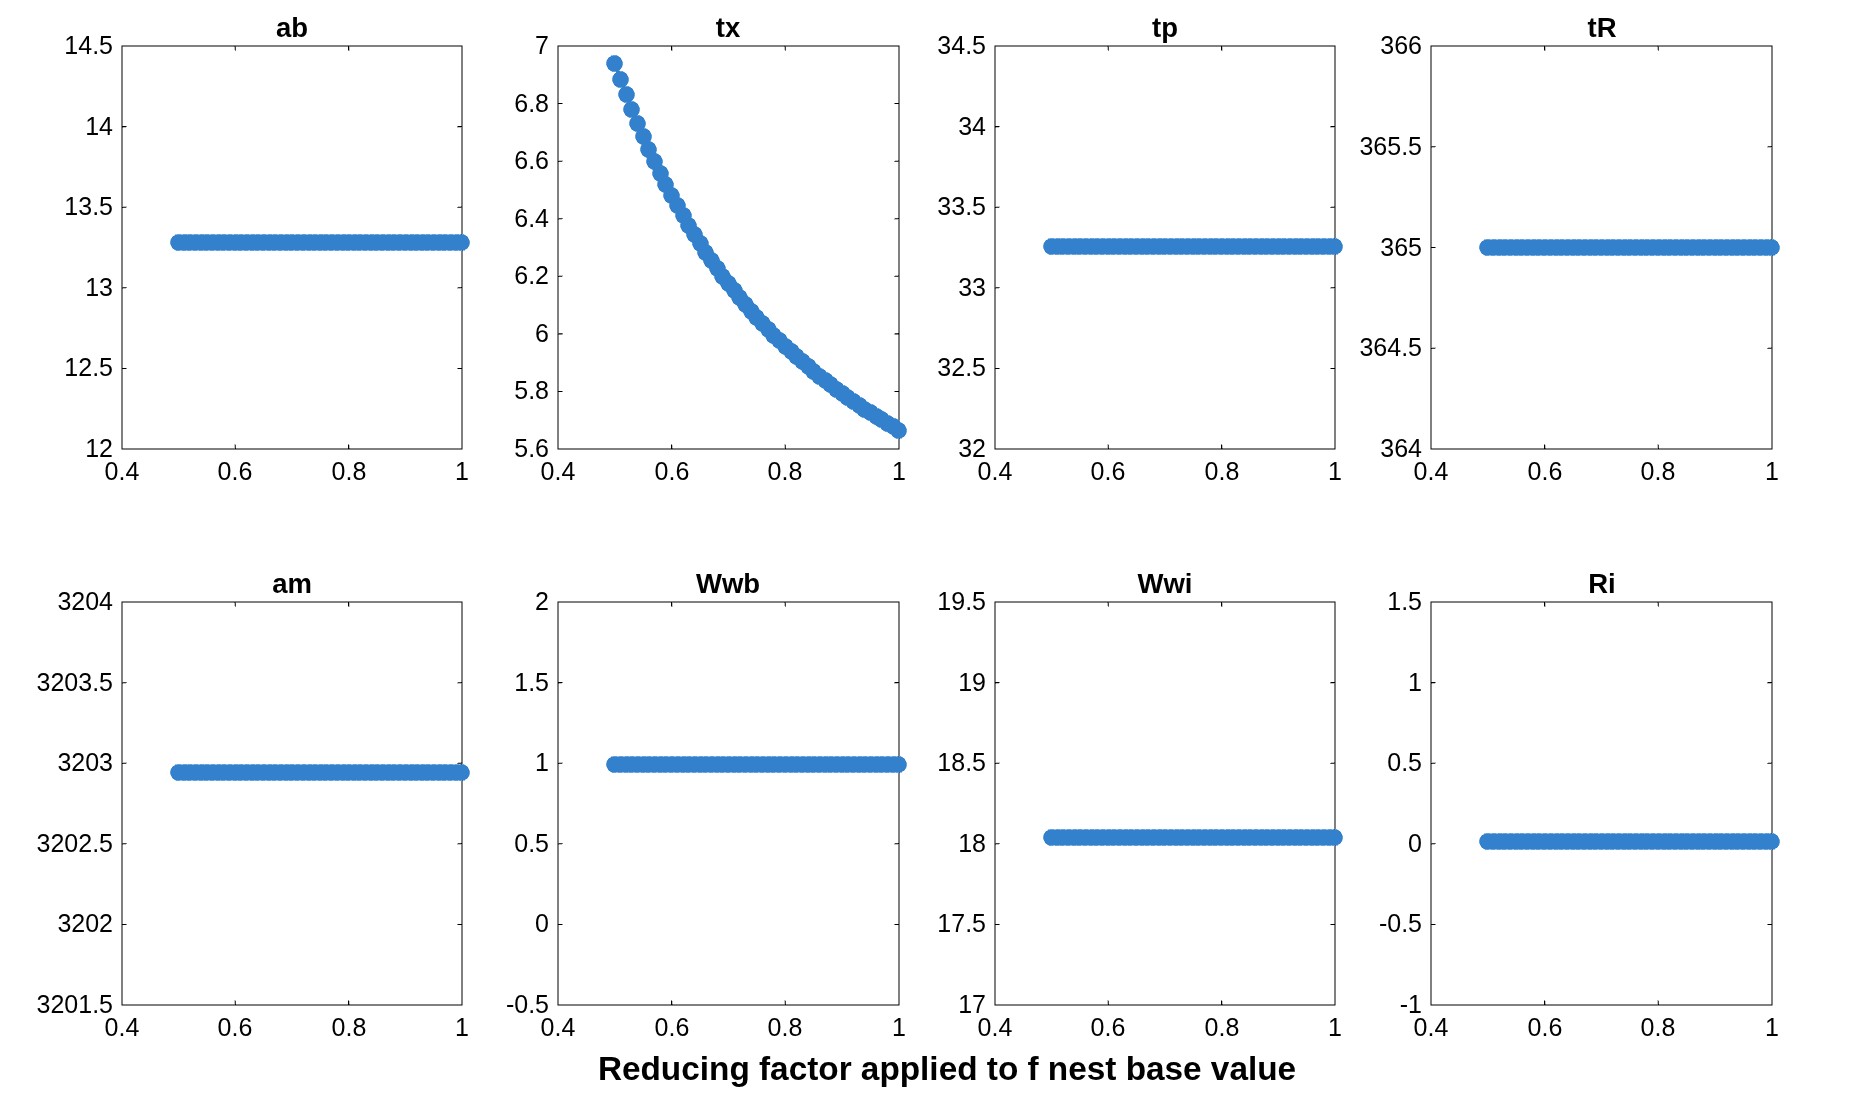 ab
tx
tp
tR
14.5
14
13.5
13
12.5
12
0.4 0.6 0.8 1
7
6.8
6.6
6.4
6.2
6
5.8
5.6
0.4 0.6 0.8 1
34.5
34
33.5
33
32.5
32
0.4 0.6 0.8 1
366
365.5
365
364.5
364
0.4 0.6 0.8 1
am
Wwb
Wwi
Ri
3204
3203.5
3203
3202.5
3202
3201.5
0.4 0.6 0.8 1
2
1.5
1
0.5
0
-0.5
0.4 0.6 0.8 1
19.5
19
18.5
18
17.5
17
0.4 0.6 0.8 1
1.5
1
0.5
0
-0.5
-1
0.4 0.6 0.8 1
Reducing factor applied to f nest base value